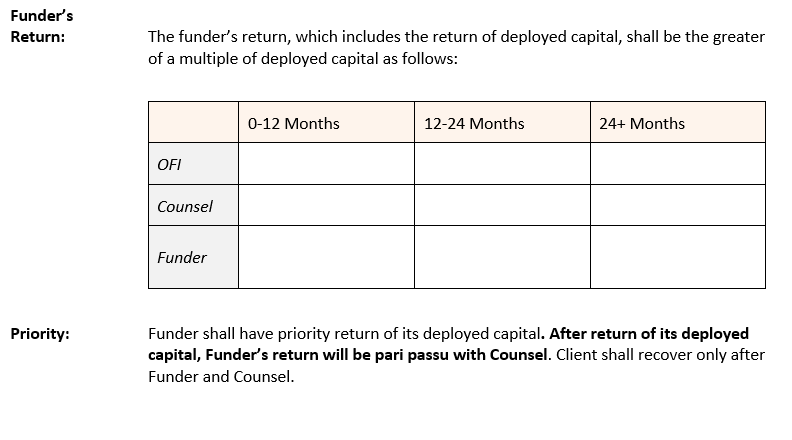 Funder’s
Return:
The funder’s return, which includes the return of deployed capital, shall be the greater
of a multiple of deployed capital as follows:
0-12 Months 12-24 Months 24+ Months
OFI
Counsel
Funder
Priority:
Funder shall have priority return of its deployed capital. After return of its deployed
capital, Funder’s return will be pari passu with Counsel. Client shall recover only after
Funder and Counsel.